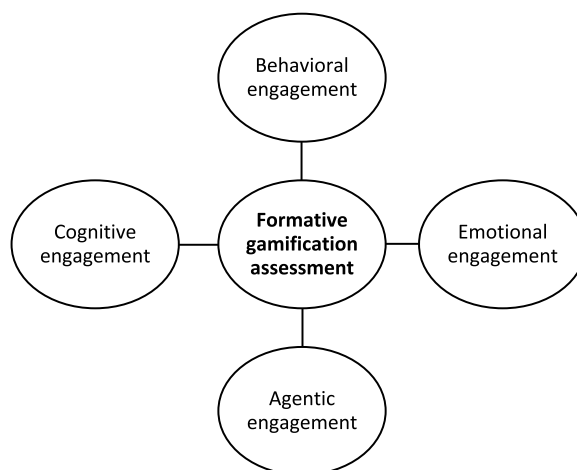 Behavioral
engagement
Cognitive
engagement
Formative
gamification
assessment
Emotional
engagement
Agentic
engagement